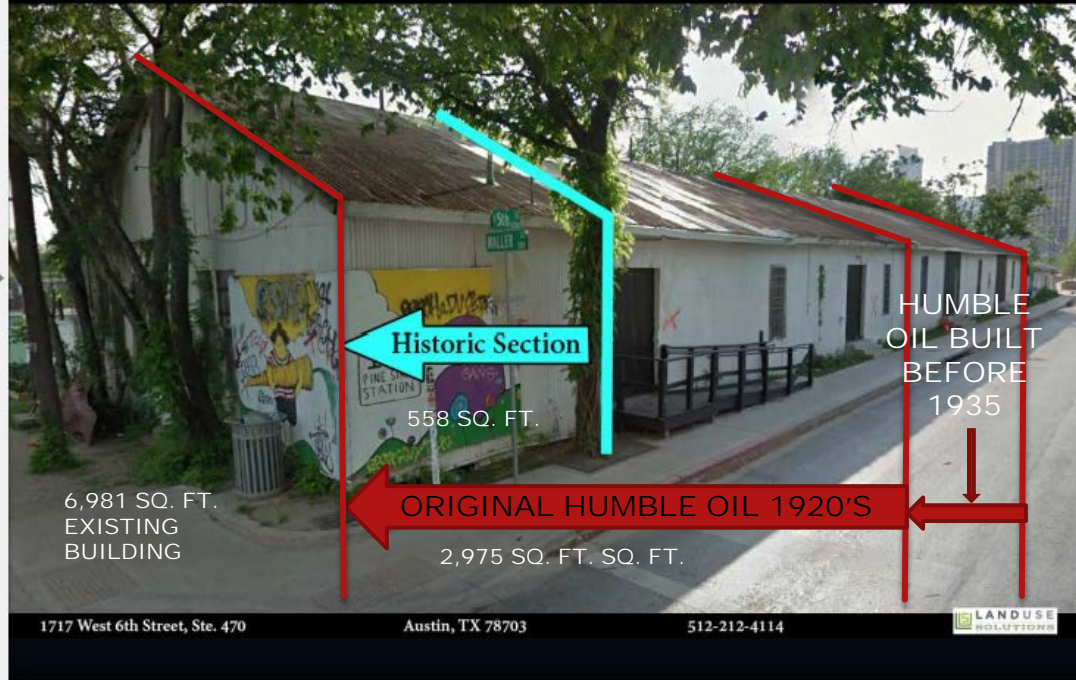 5th
WALLER
Historic Section
PINE ST
STATION
558 SQ. FT.
HUMBLE
OIL BUILT
BEFORE
1935
ORIGINAL HUMBLE OIL 1920'S
6,981 SQ. FT.
EXISTING
BUILDING
2,975 SQ. FT. SQ. FT.
1717 West 6th Street, Ste. 470
Austin, TX 78703
512-212-4114
LANDUSE
SOLUTIONS